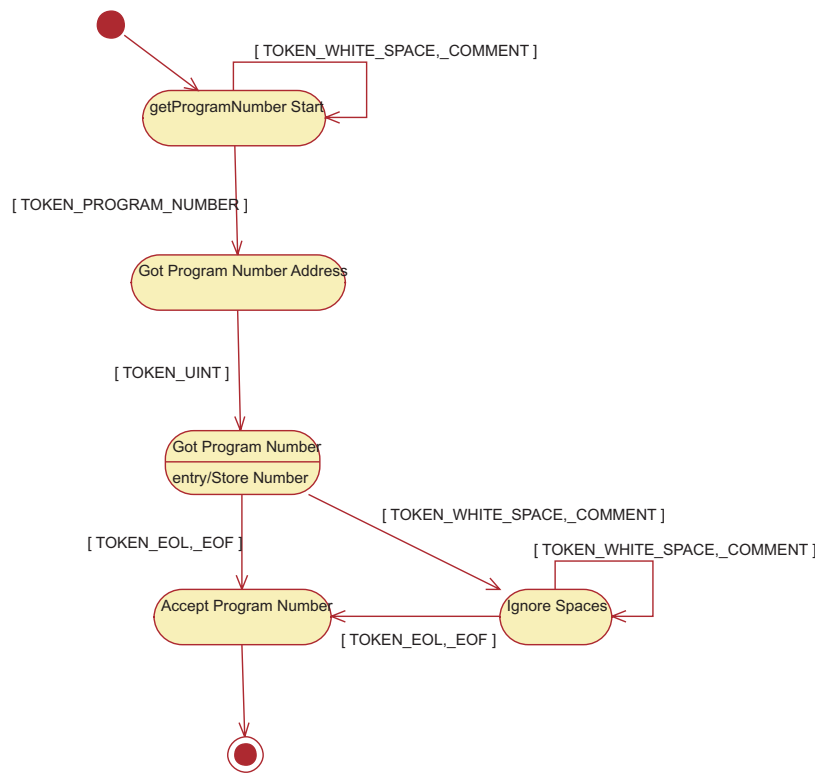 [ TOKEN_WHITE_SPACE,_COMMENT ]
getProgramNumber Start
[ TOKEN_PROGRAM_NUMBER ]
Got Program Number Address
[ TOKEN_UINT ]
Got Program Number
entry/Store Number
[ TOKEN_WHITE_SPACE,_COMMENT ]
[ TOKEN_EOL,_EOF ]
[ TOKEN_WHITE_SPACE,_COMMENT ]
Accept Program Number
Ignore Spaces
[ TOKEN_EOL,_EOF ]